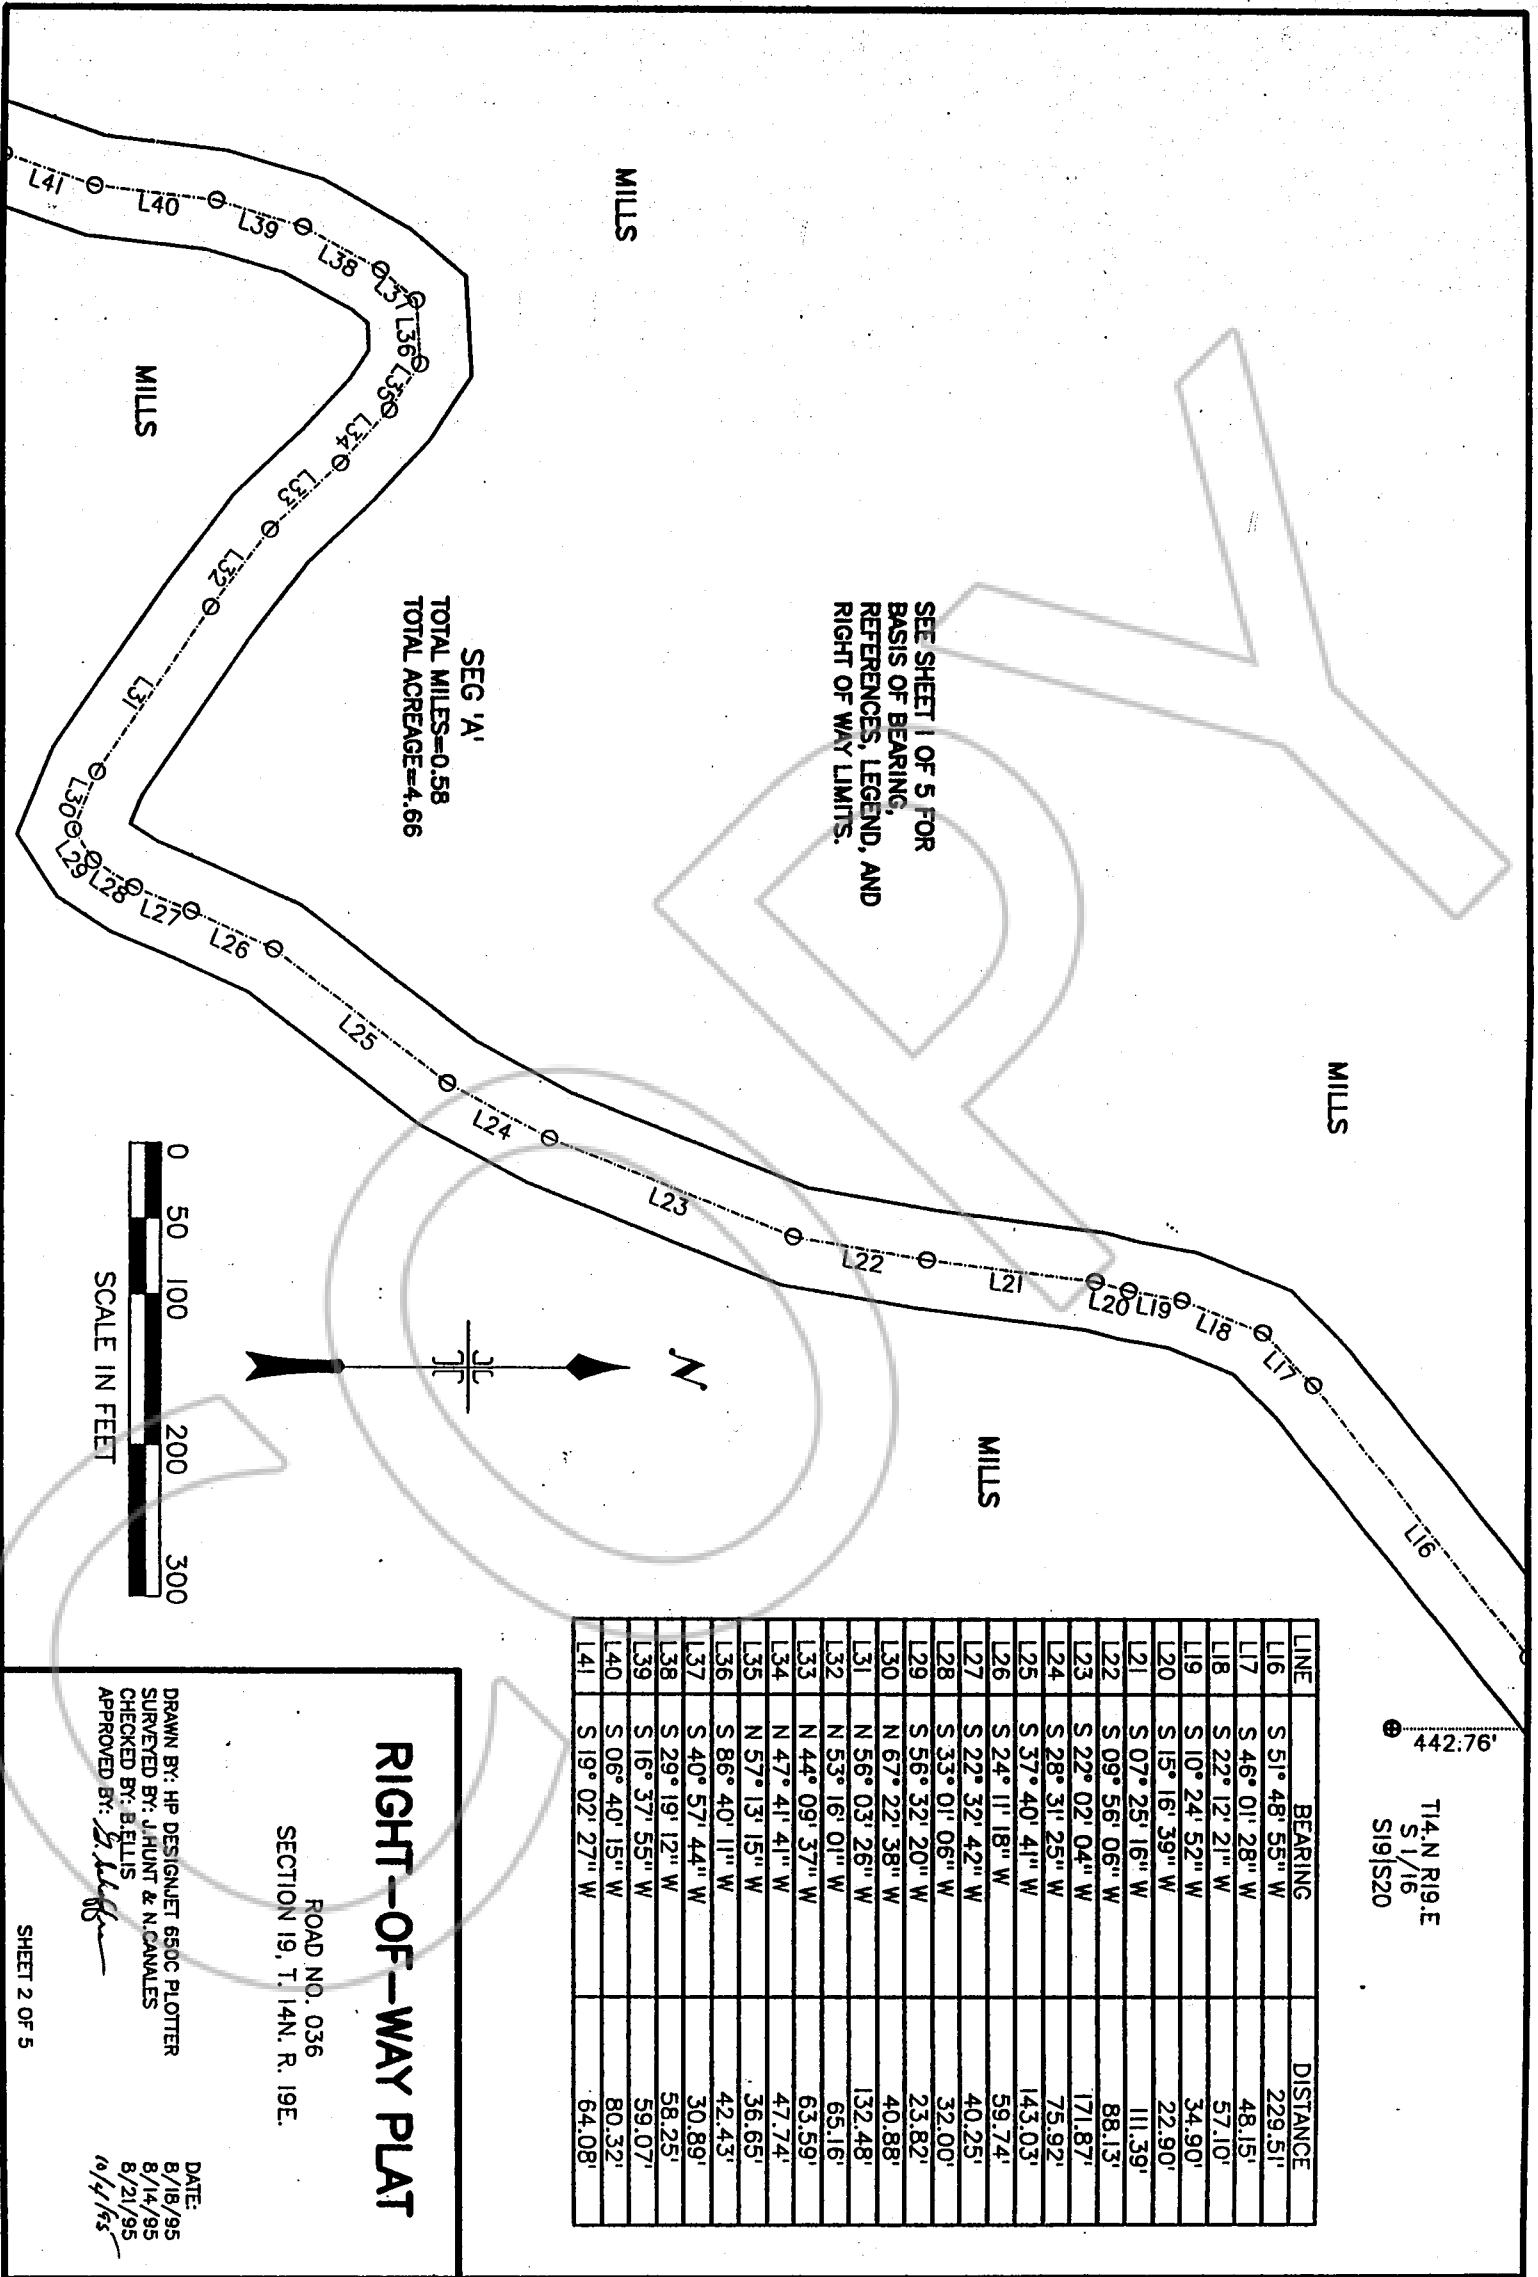 MILLS
MILLS
MILLS
MILLS
T14.N R19.E
S 1/16
S19|S20
442.76'
L16
L17
L18
L19
L20
L21
L22
L23
L24
L25
L26
L27
L28
L29
L30
L31
L32
L33
L34
L35
L36
L37
L38
L39
L40
L41
SEE SHEET 1 OF 5 FOR
BASIS OF BEARING,
REFERENCES, LEGEND, AND
RIGHT OF WAY LIMITS.
SEG 'A'
TOTAL MILES=0.58
TOTAL ACREAGE=4.66
N
0 50 100 200 300
SCALE IN FEET
LINE BEARING DISTANCE
L16 S 51° 48' 55" W 229.51'
L17 S 46° 01' 28" W 48.15'
L18 S 22° 12' 21" W 57.10'
L19 S 10° 24' 52" W 34.90'
L20 S 15° 16' 39" W 22.90'
L21 S 07° 25' 16" W 111.39'
L22 S 09° 56' 06" W 88.13'
L23 S 22° 02' 04" W 171.87'
L24 S 28° 31' 25" W 75.92'
L25 S 37° 40' 41" W 143.03'
L26 S 24° 11' 18" W 59.74'
L27 S 22° 32' 42" W 40.25'
L28 S 33° 01' 06" W 32.00'
L29 S 56° 32' 20" W 23.82'
L30 N 67° 22' 38" W 40.88'
L31 N 56° 03' 26" W 132.48'
L32 N 53° 16' 01" W 65.16'
L33 N 44° 09' 37" W 63.59'
L34 N 47° 41' 41" W 47.74'
L35 N 57° 13' 15" W 36.65'
L36 S 86° 40' 11" W 42.43'
L37 S 40° 57' 44" W 30.89'
L38 S 29° 19' 12" W 58.25'
L39 S 16° 37' 55" W 59.07'
L40 S 06° 40' 15" W 80.32'
L41 S 19° 02' 27" W 64.08'
RIGHT-OF-WAY PLAT
ROAD NO. 036
SECTION 19, T. 14N. R. 19E.
DATE:
DRAWN BY: HP DESIGNJET 650C PLOTTER 8/18/95
SURVEYED BY: J.HUNT & N.CANALES 8/14/95
CHECKED BY: B.ELLIS 8/21/95
APPROVED BY: 10/4/95
SHEET 2 OF 5
COPY